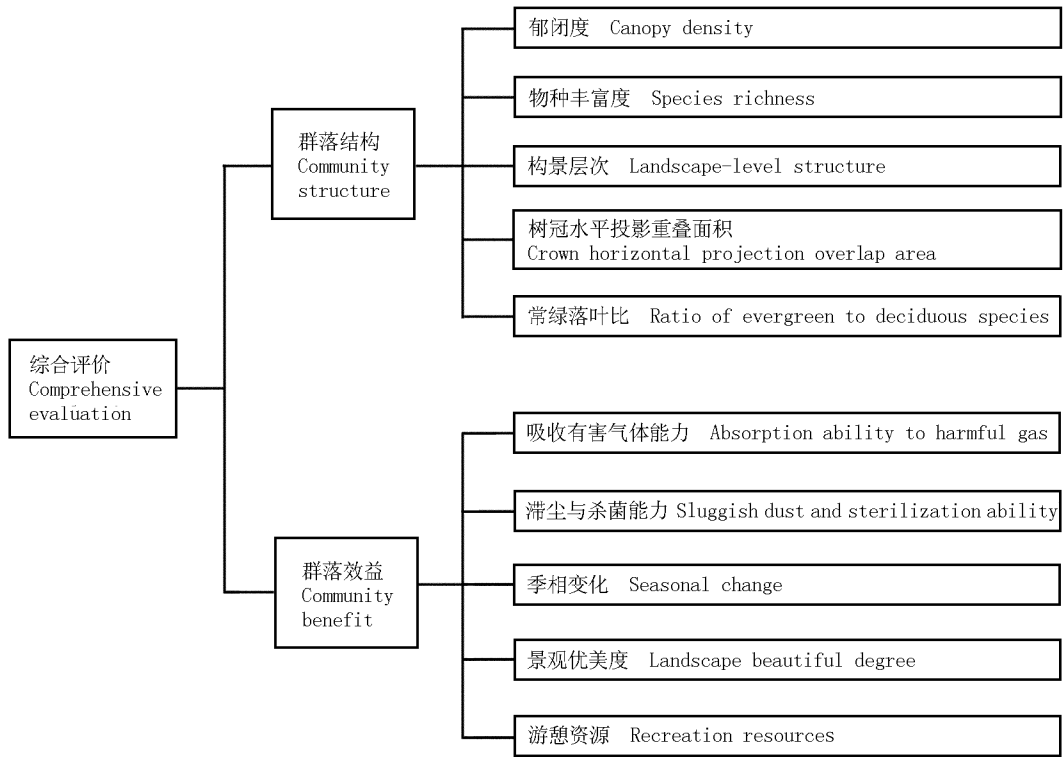 综合评价
Comprehensive
evaluation
群落结构
Community
structure
郁闭度 Canopy density
物种丰富度 Species richness
构景层次 Landscape-level structure
树冠水平投影重叠面积
Crown horizontal projection overlap area
常绿落叶比 Ratio of evergreen to deciduous species
群落效益
Community
benefit
吸收有害气体能力 Absorption ability to harmful gas
滞尘与杀菌能力 Sluggish dust and sterilization ability
季相变化 Seasonal change
景观优美度 Landscape beautiful degree
游憩资源 Recreation resources